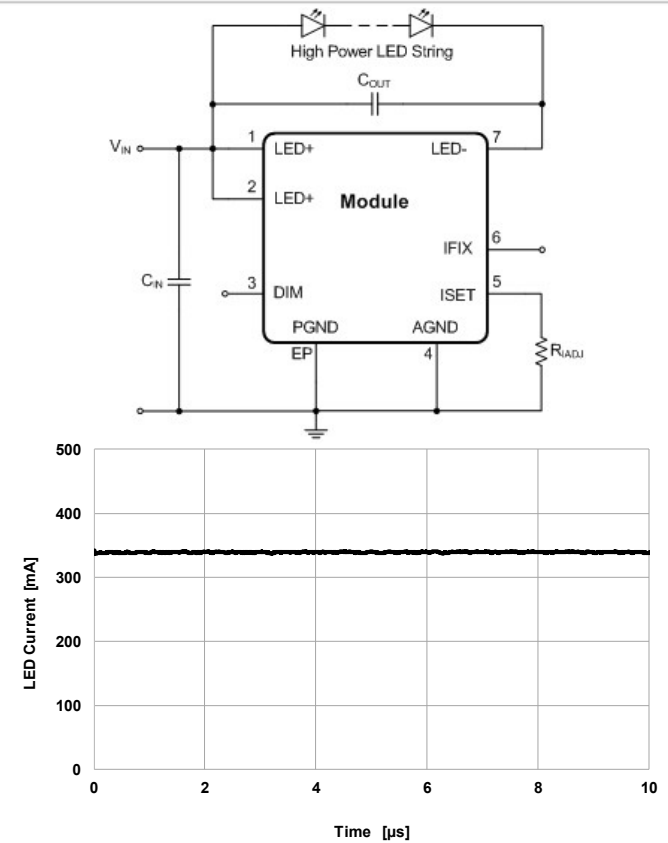 High Power LED String
COUT
VIN
1
LED+
LED-
7
2
LED+
Module
IFIX
6
CIN
3
DIM
ISET
5
PGND
AGND
EP
4
RIADJ
500
400
300
200
100
0
LED Current [mA]
0 2 4 6 8 10
Time [µs]